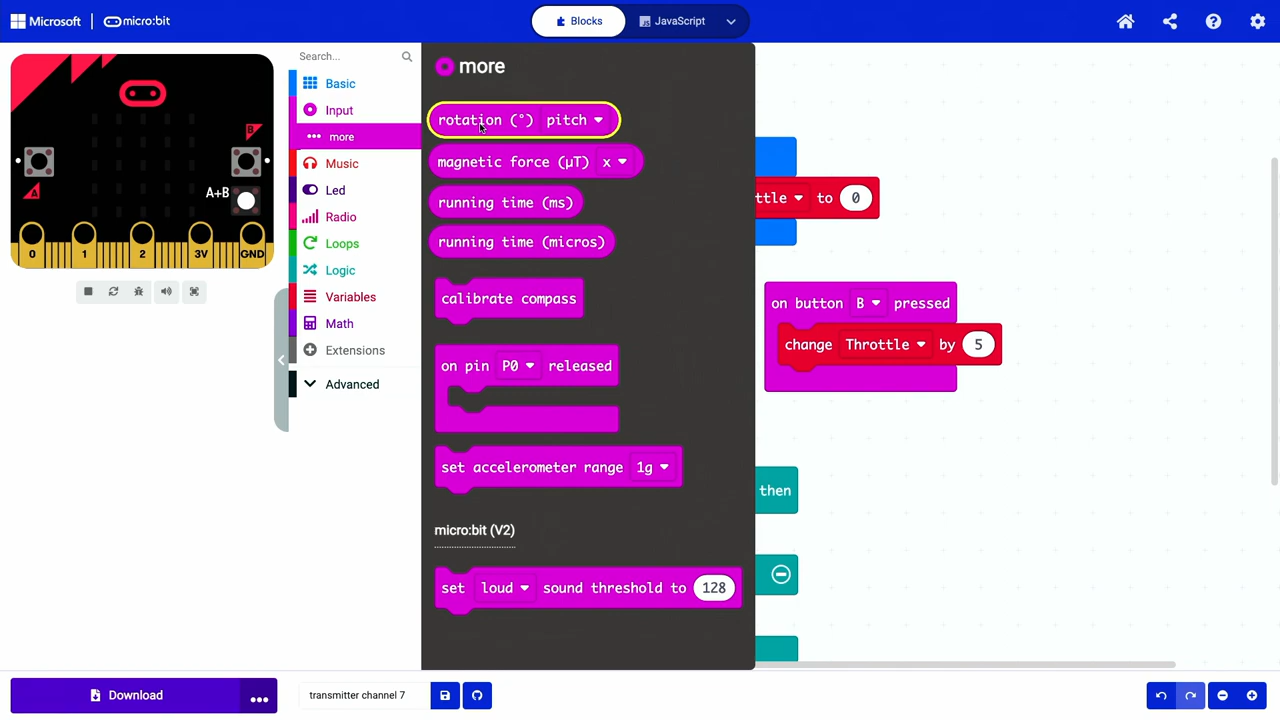 Microsoft
micro:bit
Blocks
JavaScript
Search...
Basic
Input
more
Music
Led
Radio
Loops
Logic
Variables
Math
Extensions
Advanced
B
A
A+B
0
1
2
3V
GND
more
rotation (°) pitch
magnetic force (µT) x
running time (ms)
running time (micros)
calibrate compass
on pin P0 released
set accelerometer range 1g
micro:bit (V2)
set loud sound threshold to 128
ttle to 0
on button B pressed
change Throttle by 5
then
Download
transmitter channel 7